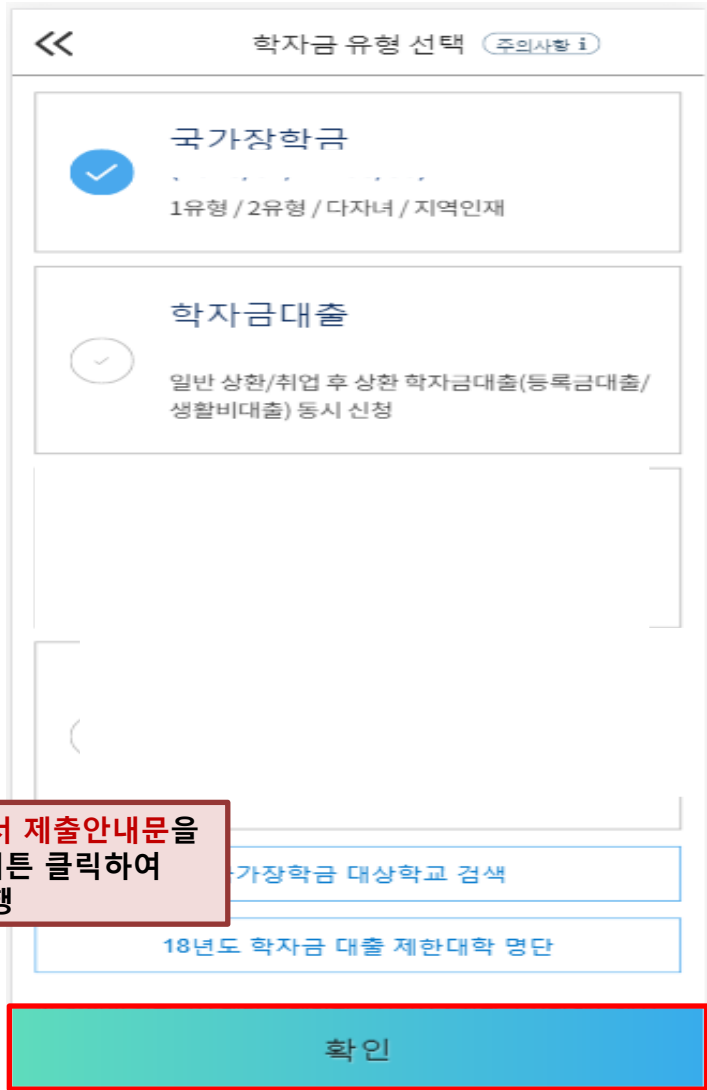 학자금 유형 선택 주의사항 i
국가장학금
1유형 / 2유형 / 다자녀 / 지역인재
학자금대출
일반 상환/취업 후 상환 학자금대출(등록금대출/
생활비대출) 동시 신청
제출안내문을
클릭하여
가장학금 대상학교 검색
18년도 학자금 대출 제한대학 명단
확인